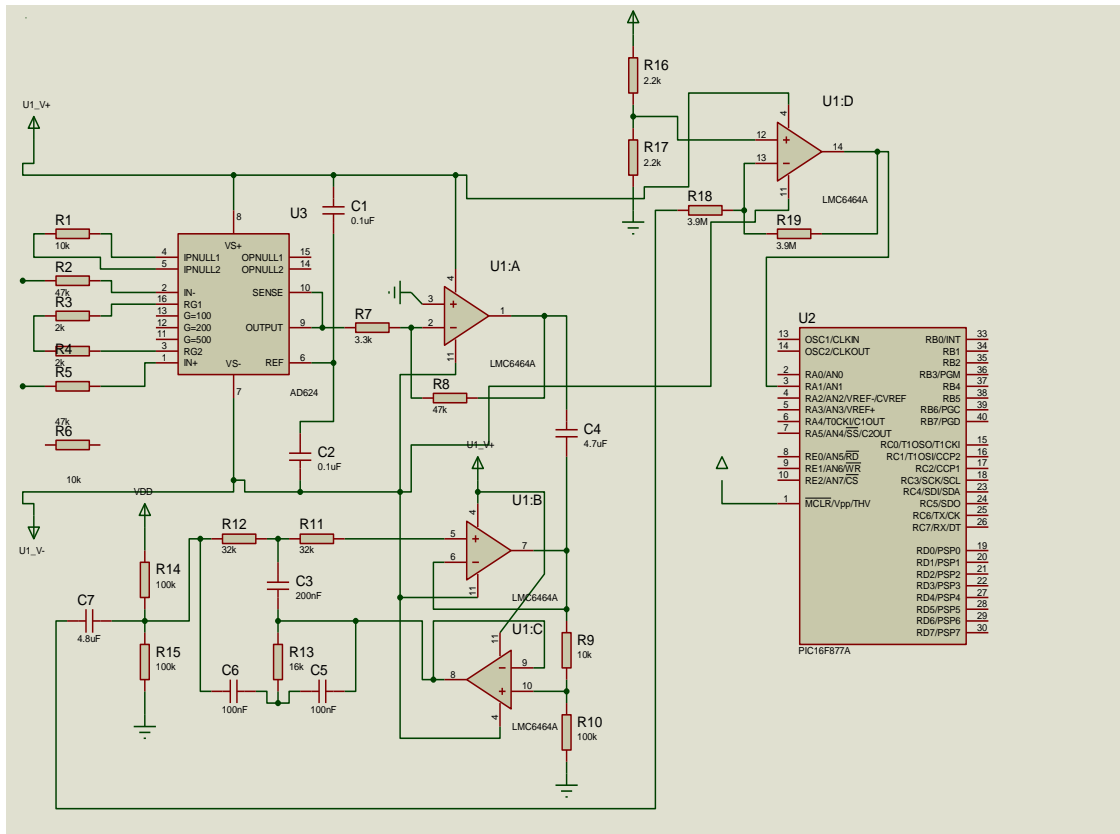 R16
2.2k
U1:D
U1_V+
4
12
13
14
11
R17
2.2k
LMC6464A
R18
3.9M
R19
3.9M
8
U3
C1
0.1uF
R1
10k
VS+
4
IPNULL1
OPNULL1
15
5
IPNULL2
OPNULL2
14
R2
47k
2
IN-
SENSE
10
R3
2k
16
RG1
13
G=100
12
G=200
OUTPUT
9
11
G=500
R4
2k
3
RG2
REF
6
R5
47k
1
IN+
VS-
7
AD624
U1:A
4
3
2
1
11
LMC6464A
R7
3.3k
R8
47k
R6
10k
C2
0.1uF
C4
4.7uF
U2
13
OSC1/CLKIN
RB0/INT
33
14
OSC2/CLKOUT
RB1
34
RB2
35
2
RA0/AN0
RB3/PGM
36
3
RA1/AN1
RB4
37
4
RA2/AN2/VREF-/CVREF
RB5
38
5
RA3/AN3/VREF+
RB6/PGC
39
6
RA4/T0CKI/C1OUT
RB7/PGD
40
7
RA5/AN4/SS/C2OUT
RC0/T1OSO/T1CKI
15
8
RE0/AN5/RD
RC1/T1OSI/CCP2
16
9
RE1/AN6/WR
RC2/CCP1
17
10
RE2/AN7/CS
RC3/SCK/SCL
18
RC4/SDI/SDA
23
1
MCLR/Vpp/THV
RC5/SDO
24
RC6/TX/CK
25
RC7/RX/DT
26
RD0/PSP0
19
RD1/PSP1
20
RD2/PSP2
21
RD3/PSP3
22
RD4/PSP4
27
RD5/PSP5
28
RD6/PSP6
29
RD7/PSP7
30
PIC16F877A
U1_V+
VDD
U1_V-
U1:B
4
5
6
7
11
LMC6464A
R12
32k
R11
32k
R14
100k
C3
200nF
C7
4.8uF
R15
100k
R13
16k
C6
100nF
C5
100nF
U1:C
11
9
8
10
4
LMC6464A
R9
10k
R10
100k